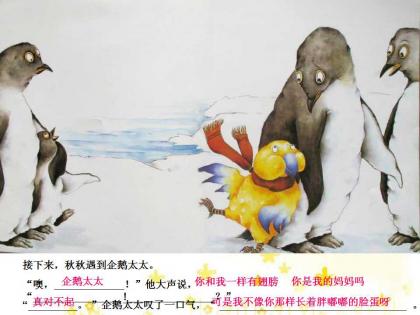 接下来，秋秋遇到企鹅太太。
“噢，企鹅太太！”他大声说，你和我一样有翅膀 你是我的妈妈吗
“！？”
“真对不起。”企鹅太太叹了一口气，可是我不像你那样长着胖嘟嘟的脸蛋呀